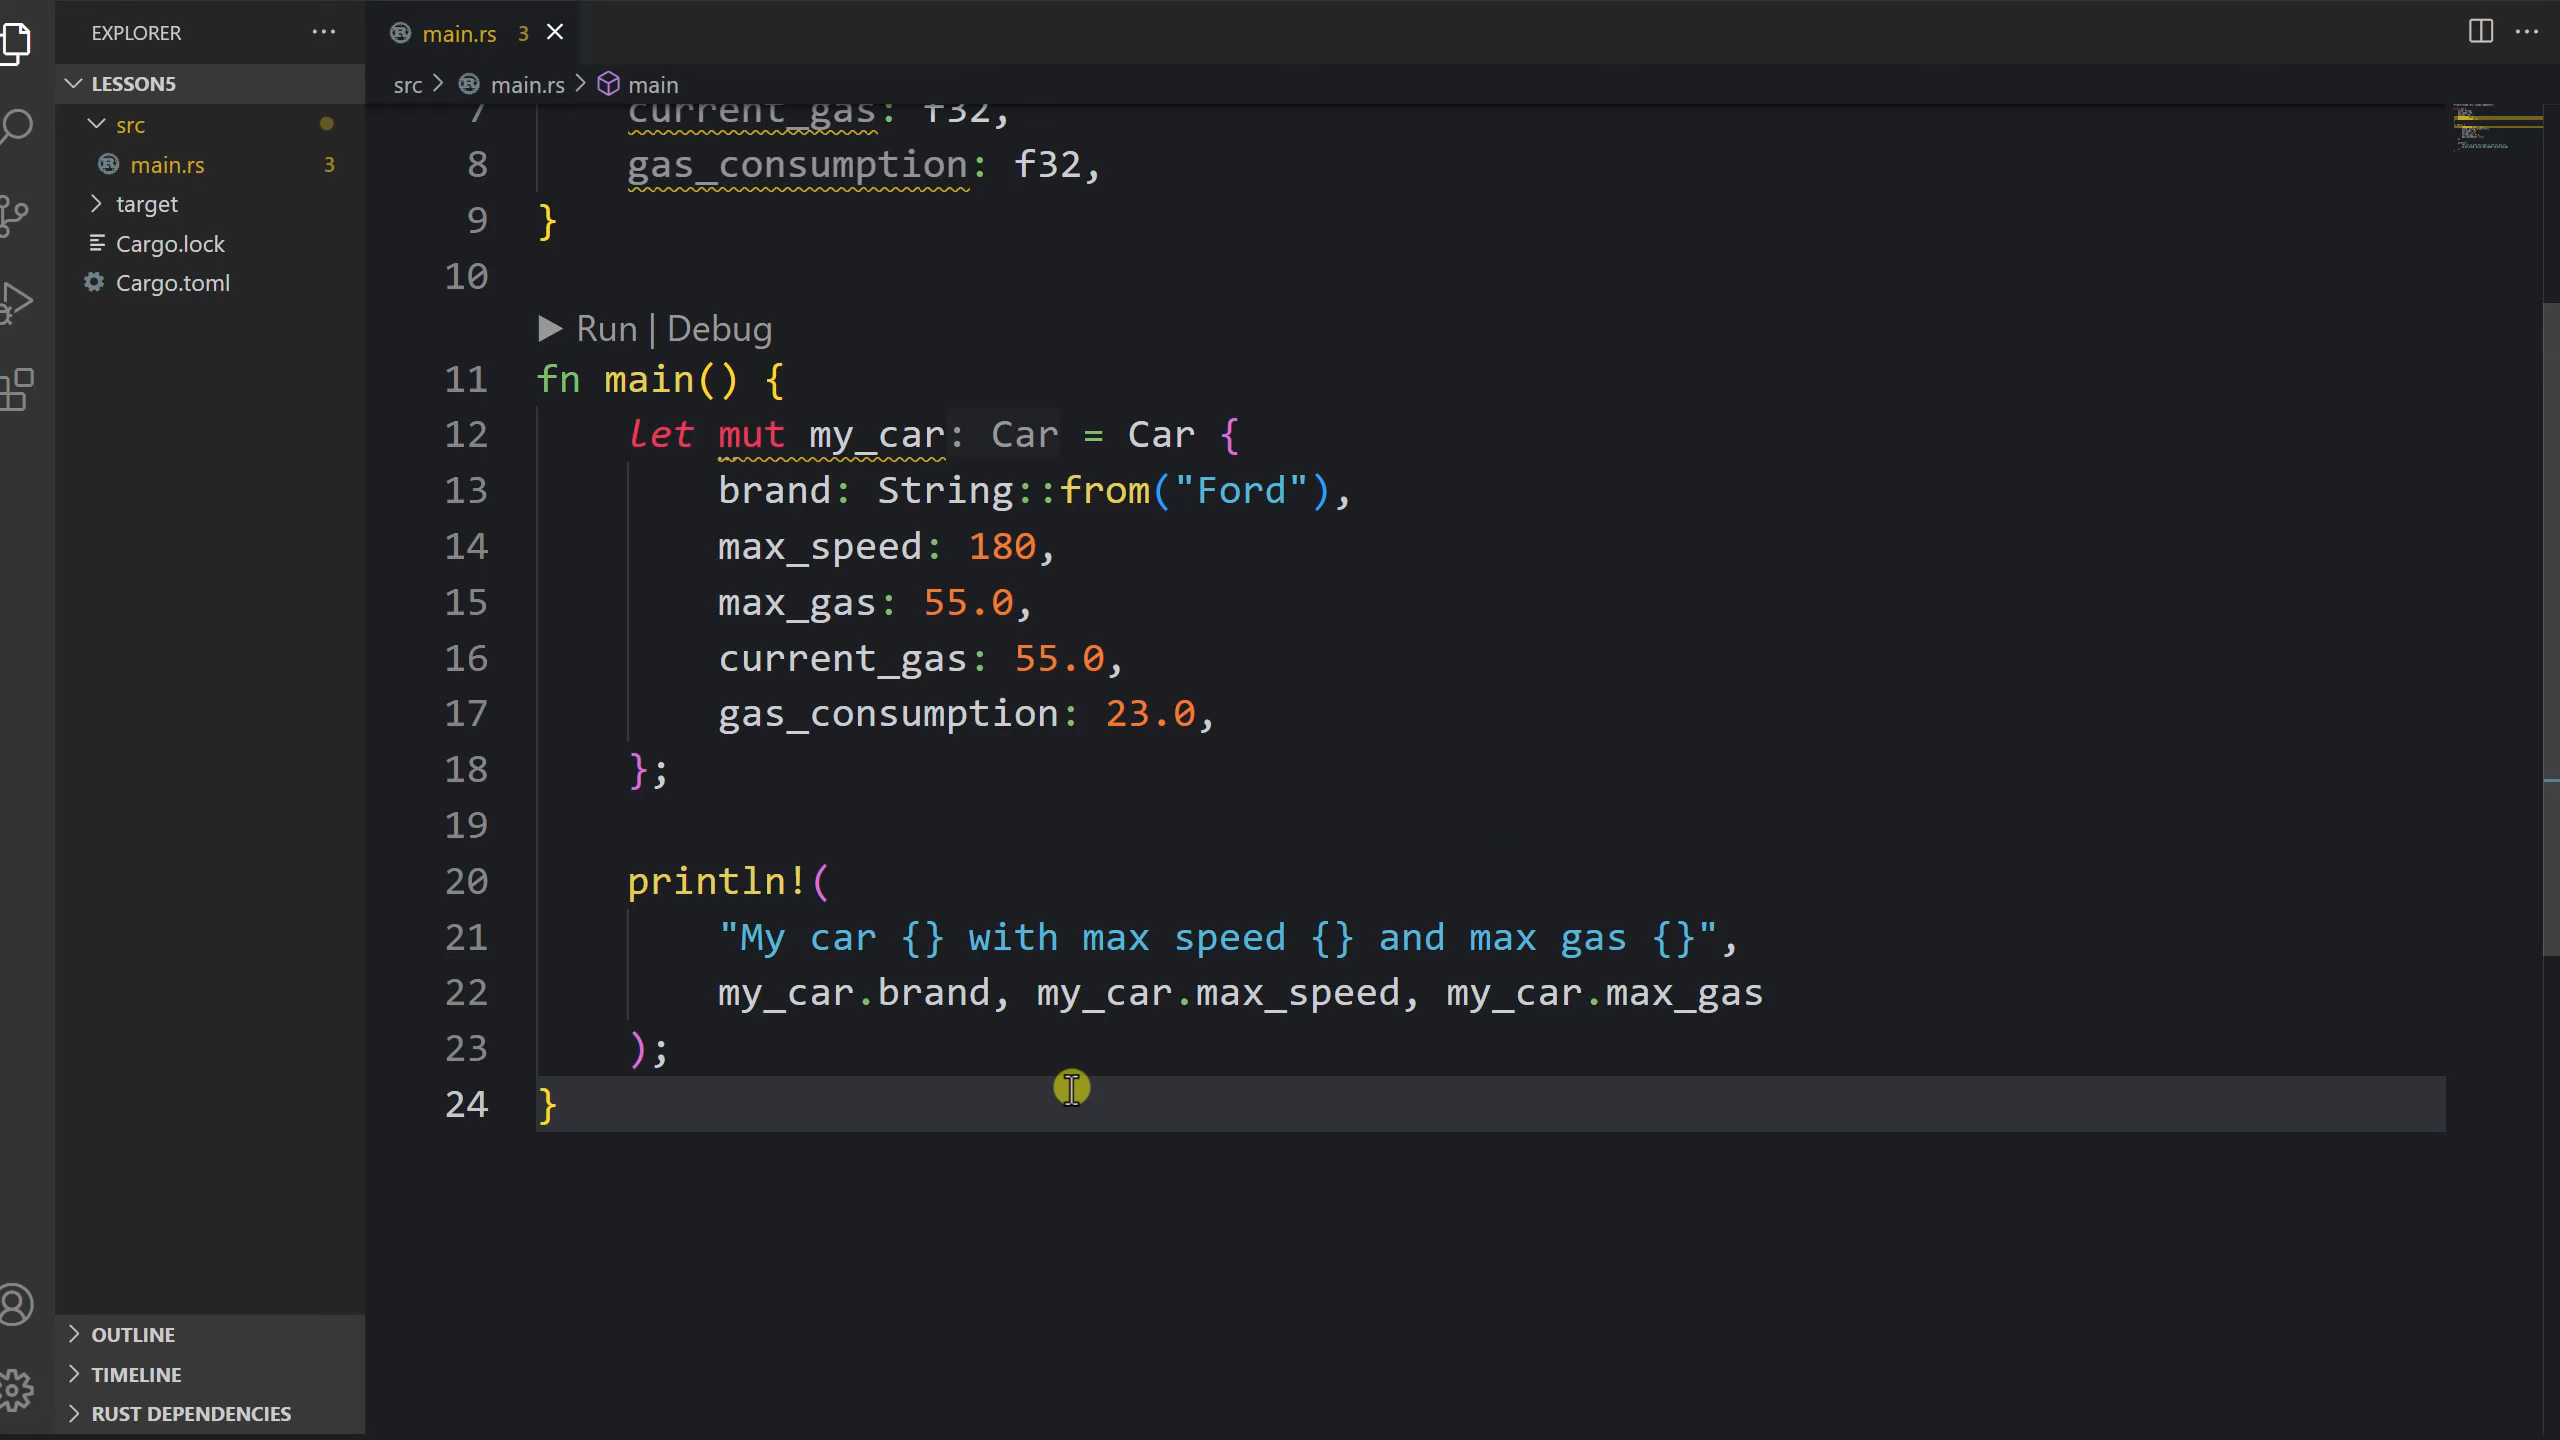 EXPLORER ···
LESSON5
src
main.rs 3
target
Cargo.lock
Cargo.toml
OUTLINE
TIMELINE
RUST DEPENDENCIES
main.rs 3
src > main.rs > main
7 current_gas: f32,
8 gas_consumption: f32,
9 }
10
Run | Debug
11 fn main() {
12 let mut my_car: Car = Car {
13 brand: String::from("Ford"),
14 max_speed: 180,
15 max_gas: 55.0,
16 current_gas: 55.0,
17 gas_consumption: 23.0,
18 };
19
20 println!(
21 "My car {} with max speed {} and max gas {}",
22 my_car.brand, my_car.max_speed, my_car.max_gas
23 );
24 }